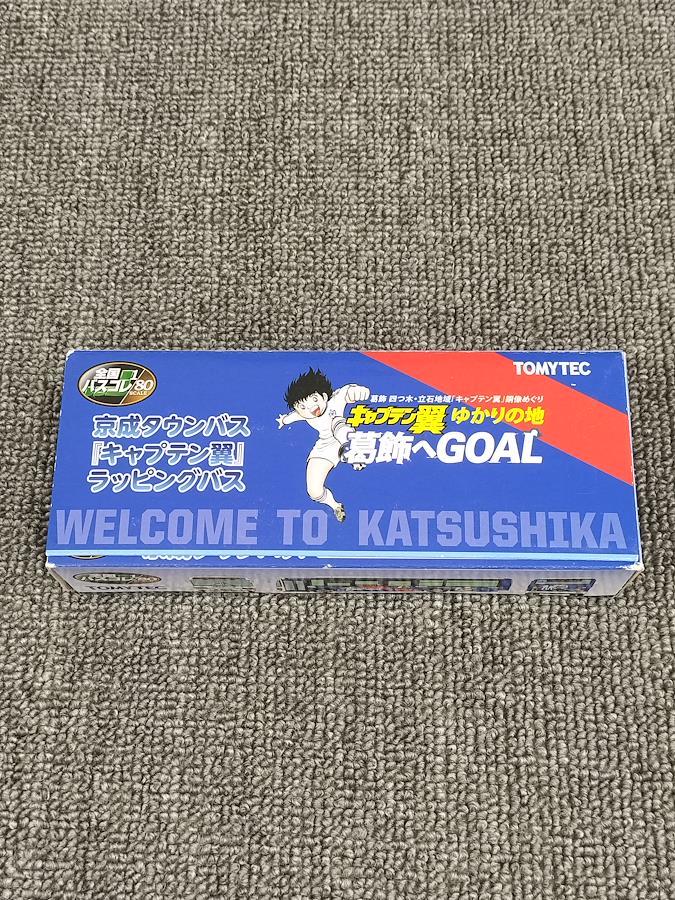 全国
バスコレ/80
SCALE
京成タウンバス
『キャプテン翼』
ラッピングバス
TOMYTEC
葛飾 四つ木・立石地域「キャプテン翼」銅像めぐり
キャプテン翼 ゆかりの地
葛飾へGOAL
WELCOME TO KATSUSHIKA
TOMYTEC